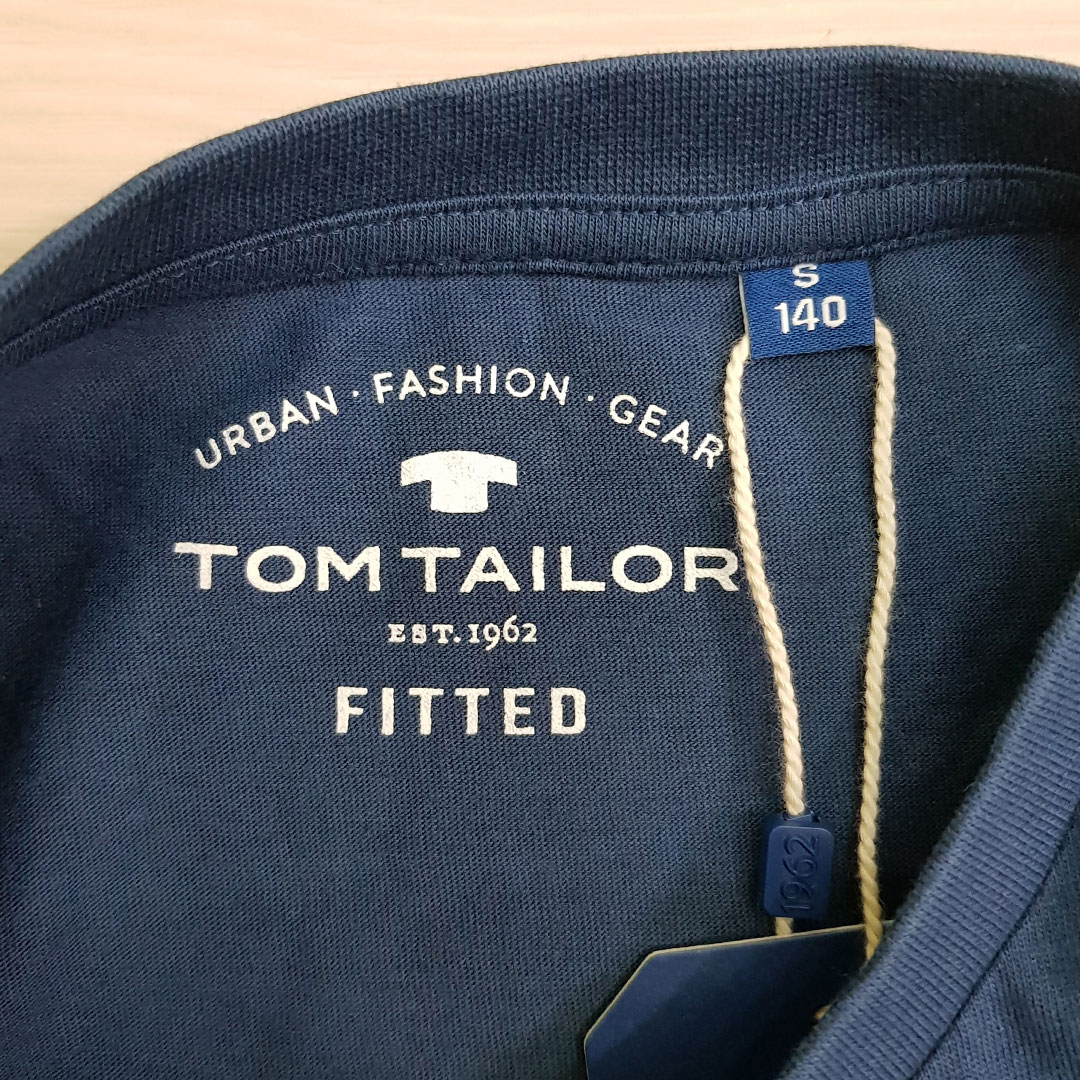 S
140
URBAN · FASHION · GEAR
TOM TAILOR
EST. 1962
FITTED
1962